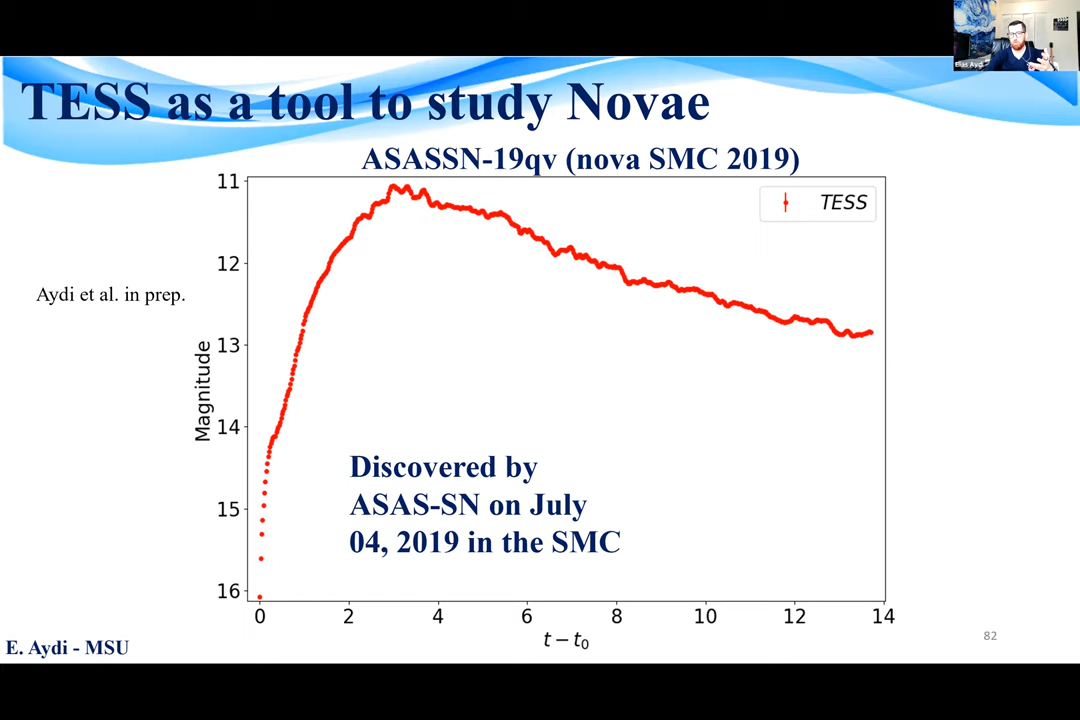 Elias Aydi
TESS as a tool to study Novae
ASASSN-19qv (nova SMC 2019)
11
TESS
12
Aydi et al. in prep.
13
Magnitude
14
Discovered by
ASAS-SN on July
15
04, 2019 in the SMC
16
0 2 4 6 8 10 12 14
t − t₀
82
E. Aydi - MSU